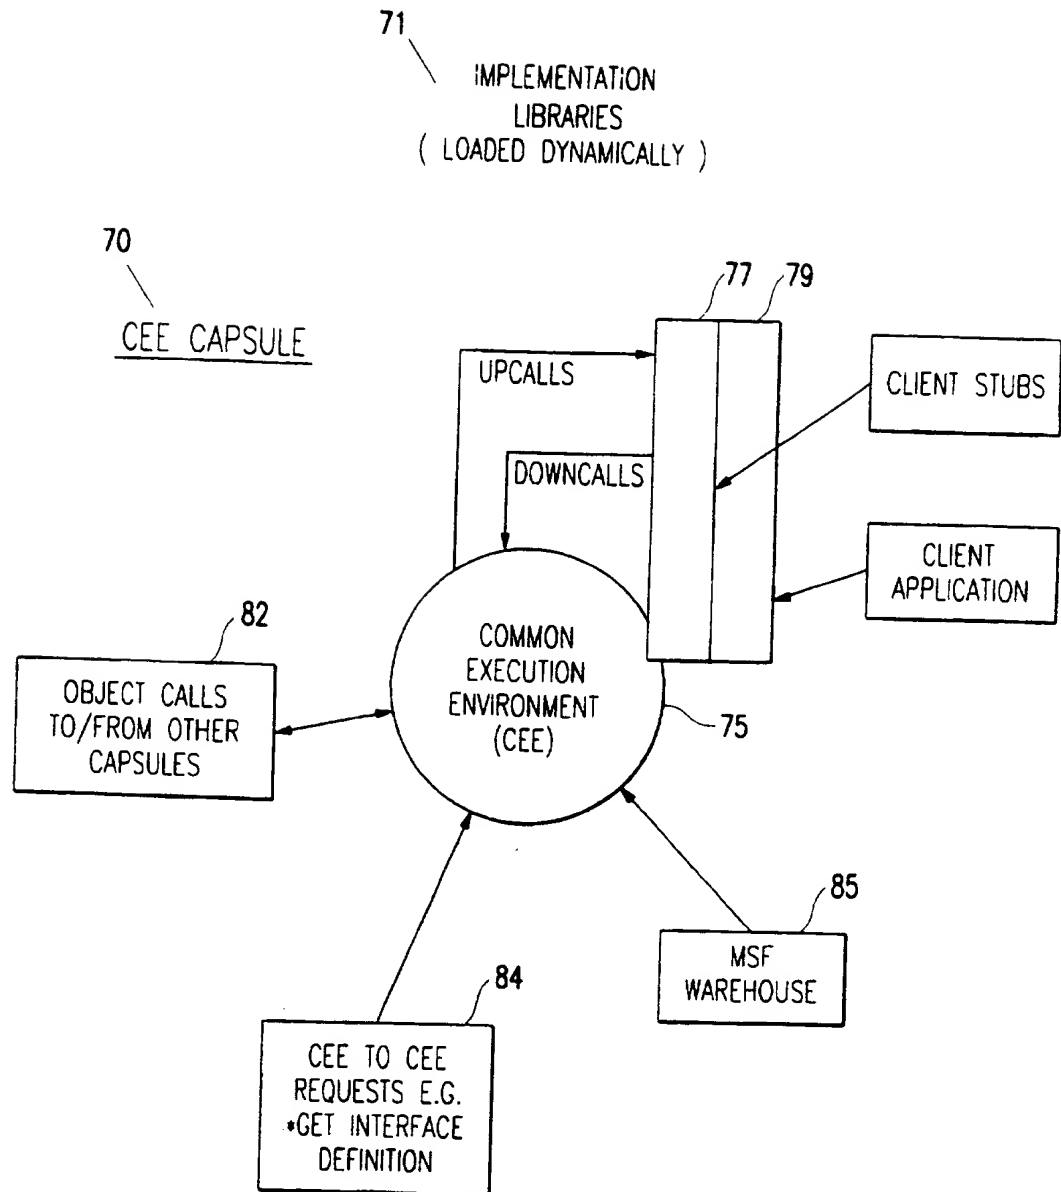 71
IMPLEMENTATION
LIBRARIES
( LOADED DYNAMICALLY )
70
CEE CAPSULE
77
79
UPCALLS
CLIENT STUBS
DOWNCALLS
CLIENT
APPLICATION
82
OBJECT CALLS
TO/FROM OTHER
CAPSULES
COMMON
EXECUTION
ENVIRONMENT
(CEE)
75
85
MSF
WAREHOUSE
84
CEE TO CEE
REQUESTS E.G.
*GET INTERFACE
DEFINITION